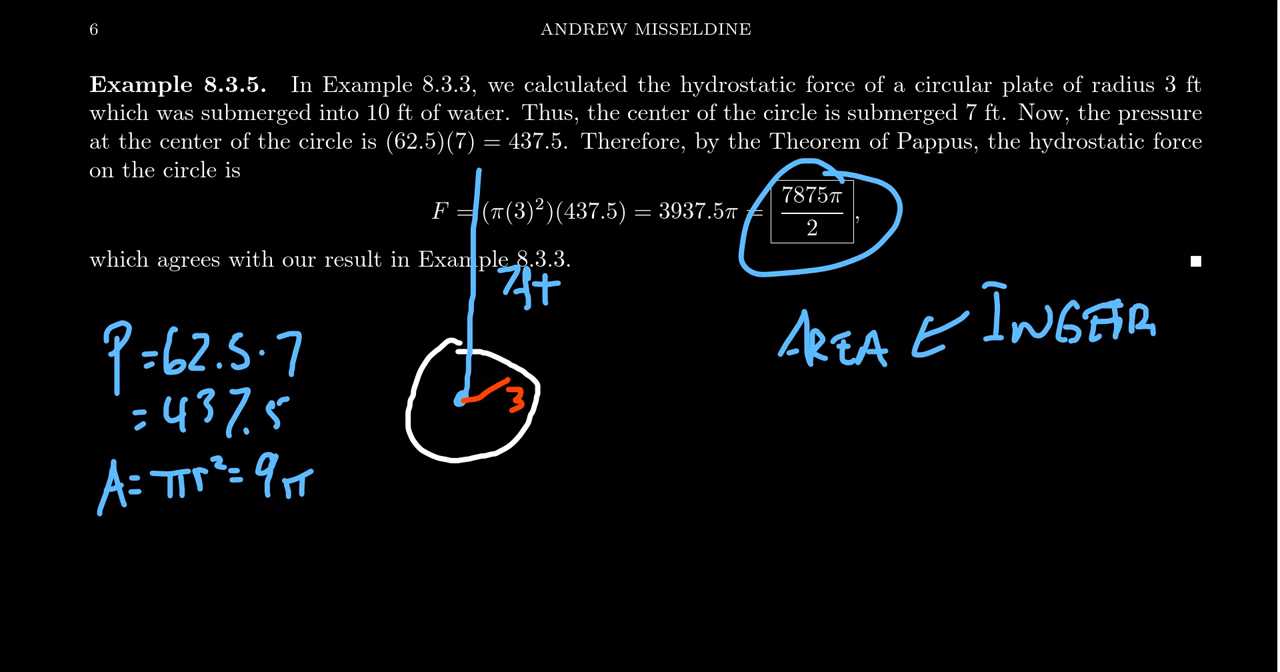 6
ANDREW MISSELDINE
Example 8.3.5. In Example 8.3.3, we calculated the hydrostatic force of a circular plate of radius 3 ft
which was submerged into 10 ft of water. Thus, the center of the circle is submerged 7 ft. Now, the pressure
at the center of the circle is (62.5)(7) = 437.5. Therefore, by the Theorem of Pappus, the hydrostatic force
on the circle is
F = (π(3)²)(437.5) = 3937.5π = 7875π/2,
which agrees with our result in Example 8.3.3.
7ft
P = 62.5 · 7
= 437.5
A = πr² = 9π
3
AREA